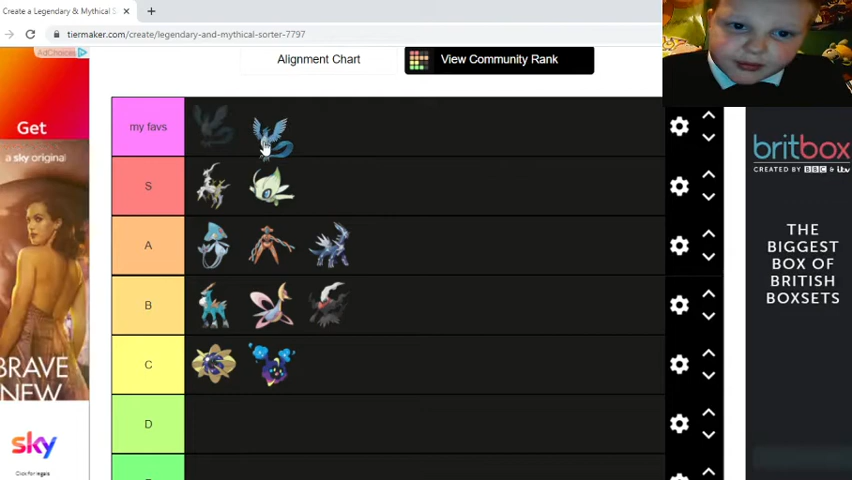 Create a Legendary & Mythical S
tiermaker.com/create/legendary-and-mythical-sorter-7797
AdChoices
Alignment Chart
View Community Rank
Get
a sky original
BRAVE
NEW
sky
my favs
S
A
B
C
D
britbox
CREATED BY BBC & itv
THE
BIGGEST
BOX OF
BRITISH
BOXSETS